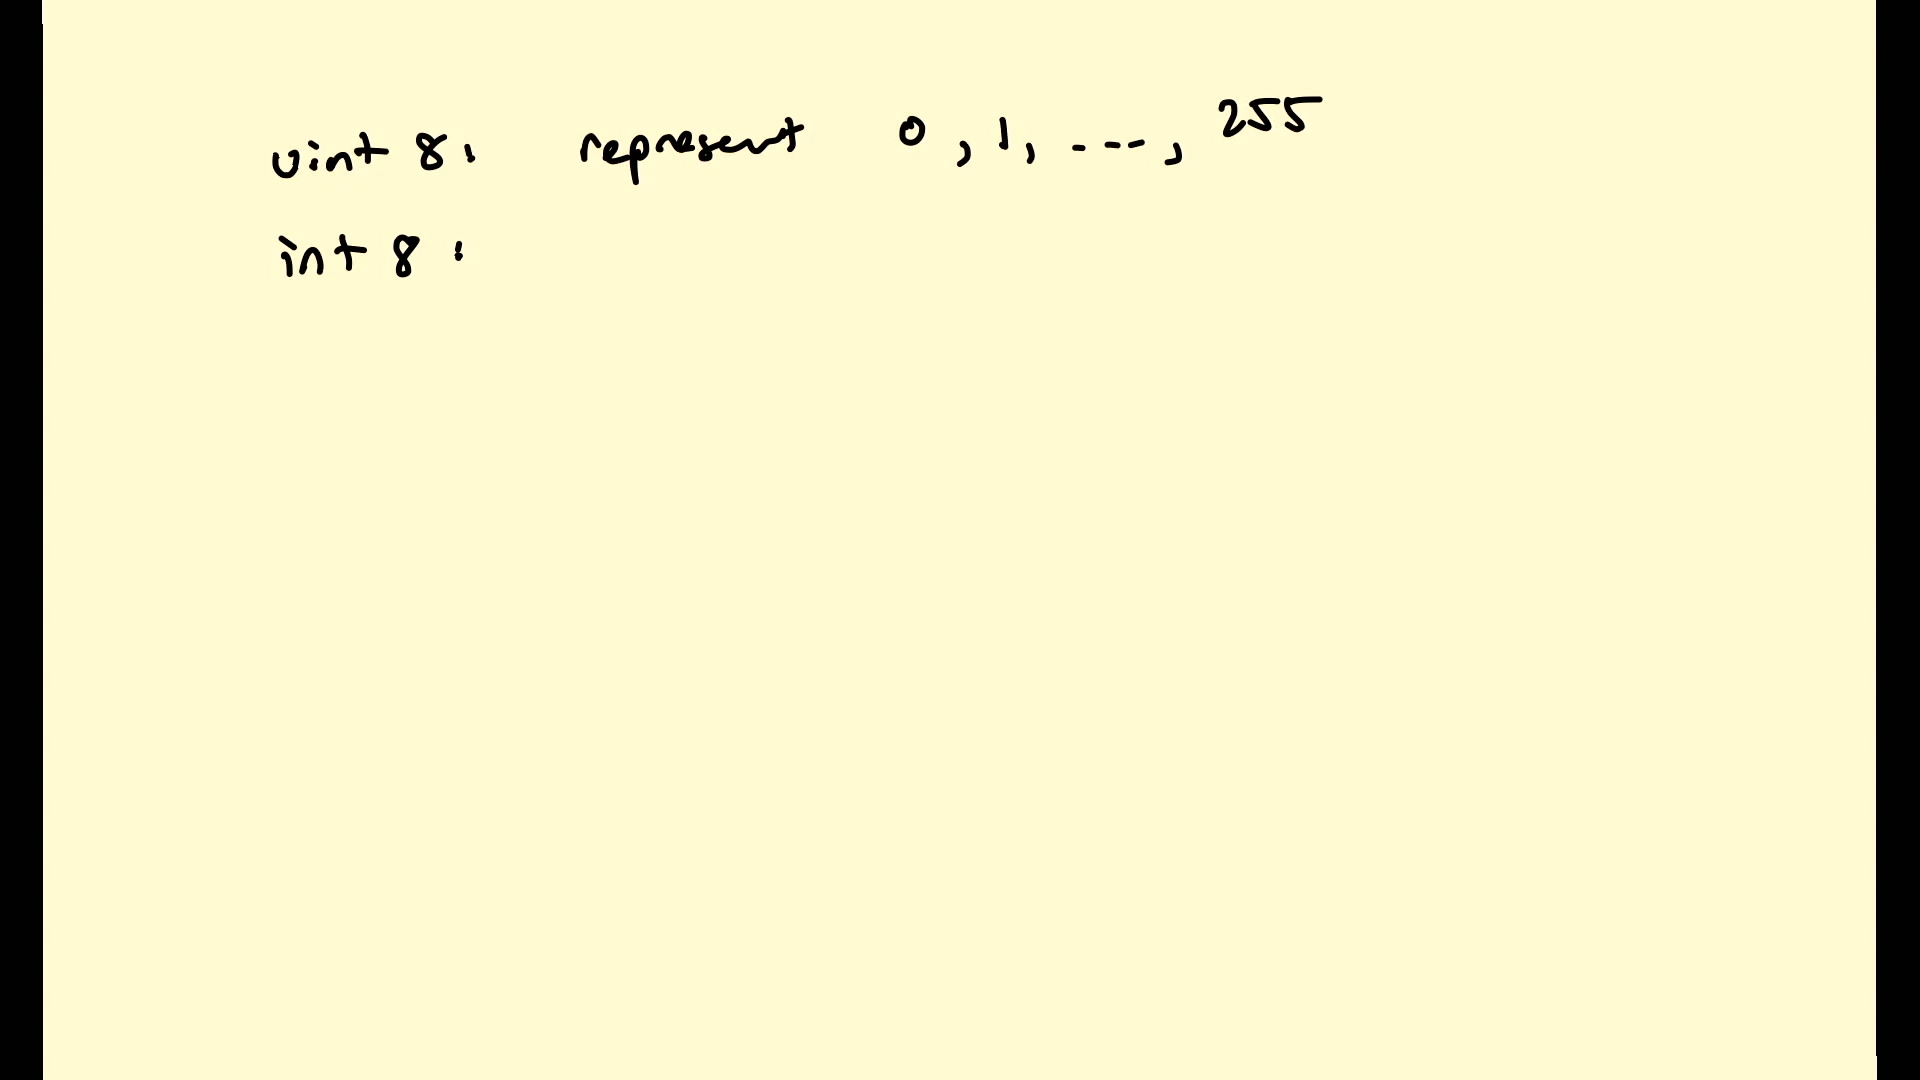 uint 8: represent 0, 1, ---, 255
int 8: